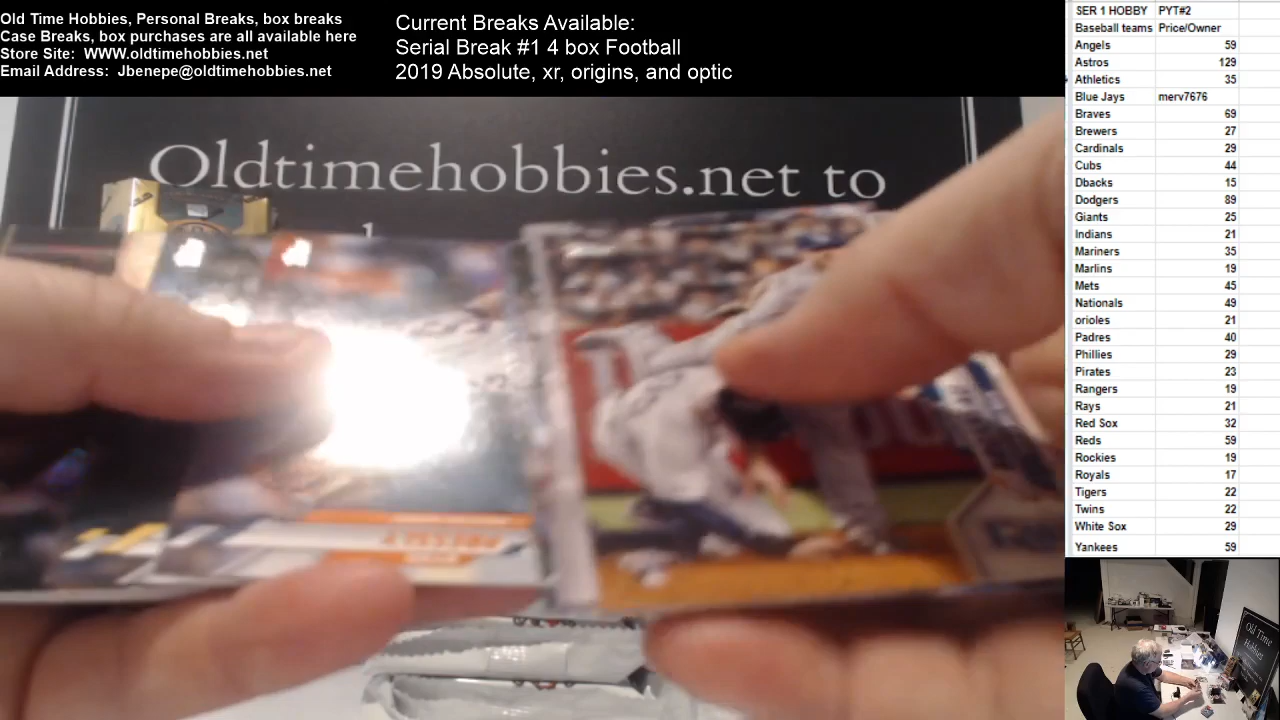 Old Time Hobbies, Personal Breaks, box breaks
Case Breaks, box purchases are all available here
Store Site:  WWW.oldtimehobbies.net
Email Address:  Jbenepe@oldtimehobbies.net
Current Breaks Available:
Serial Break #1 4 box Football
2019 Absolute, xr, origins, and optic
Oldtimehobbies.net to
SER 1 HOBBY PYT#2
Baseball teams Price/Owner
Angels 59
Astros 129
Athletics 35
Blue Jays merv7676
Braves 69
Brewers 27
Cardinals 29
Cubs 44
Dbacks 15
Dodgers 89
Giants 25
Indians 21
Mariners 35
Marlins 19
Mets 45
Nationals 49
orioles 21
Padres 40
Phillies 29
Pirates 23
Rangers 19
Rays 21
Red Sox 32
Reds 59
Rockies 19
Royals 17
Tigers 22
Twins 22
White Sox 29
Yankees 59
Old Time